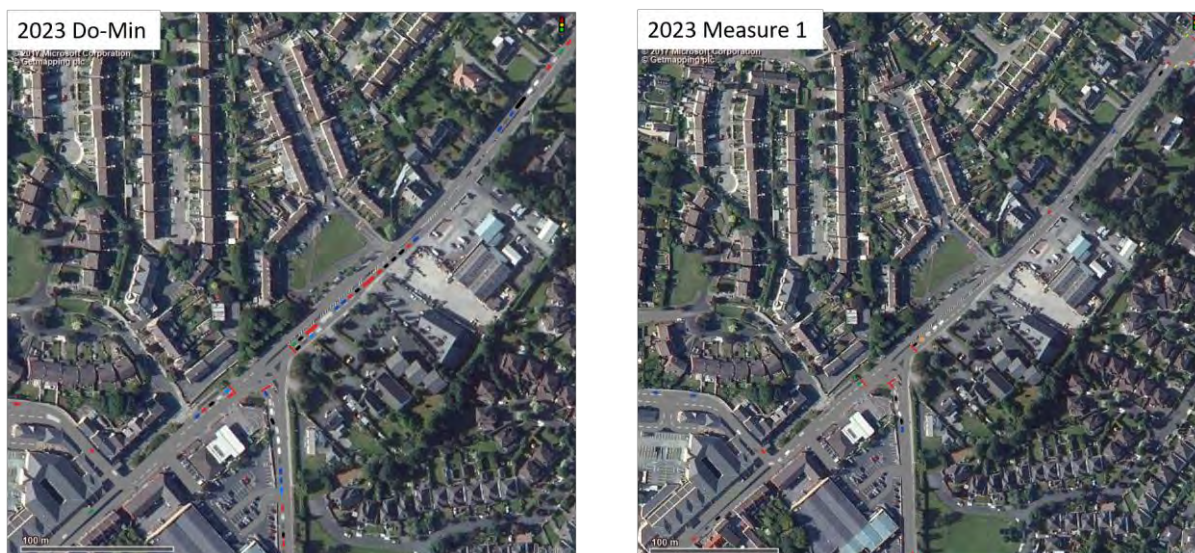 2023 Do-Min
© 2017 Microsoft Corporation
© Getmapping plc
100 m
2023 Measure 1
© 2017 Microsoft Corporation
© Getmapping plc
100 m